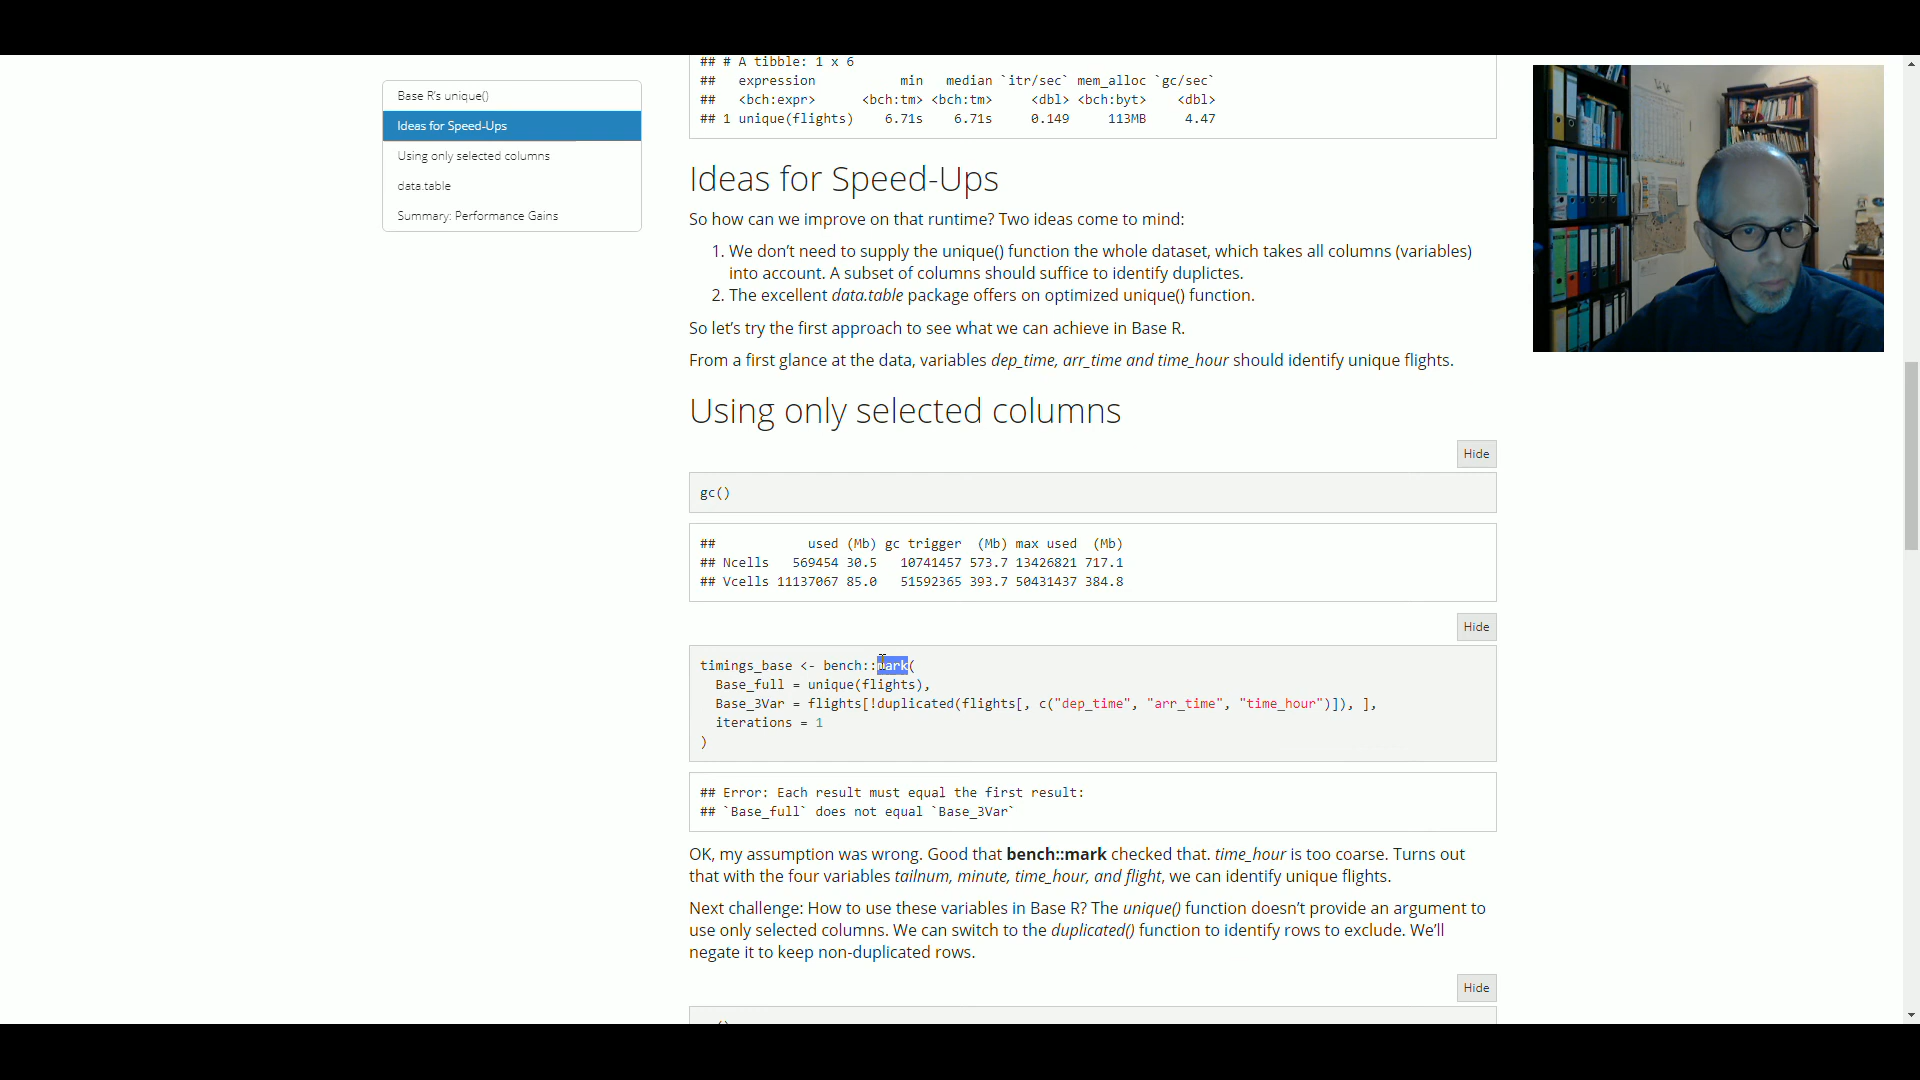 Base R's unique()
Ideas for Speed-Ups
Using only selected columns
data.table
Summary: Performance Gains
## # A tibble: 1 x 6
##   expression           min   median `itr/sec` mem_alloc `gc/sec`
##   <bch:expr>      <bch:tm> <bch:tm>     <dbl> <bch:byt>    <dbl>
## 1 unique(flights)    6.71s    6.71s     0.149     113MB     4.47
Ideas for Speed-Ups
So how can we improve on that runtime? Two ideas come to mind:
1. We don't need to supply the unique() function the whole dataset, which takes all columns (variables)
into account. A subset of columns should suffice to identify duplictes.
2. The excellent data.table package offers on optimized unique() function.
So let's try the first approach to see what we can achieve in Base R.
From a first glance at the data, variables dep_time, arr_time and time_hour should identify unique flights.
Using only selected columns
Hide
gc()
##            used (Mb) gc trigger  (Mb) max used  (Mb)
## Ncells   569454 30.5   10741457 573.7 13426821 717.1
## Vcells 11137067 85.0   51592365 393.7 50431437 384.8
Hide
timings_base <- bench::mark(
  Base_full = unique(flights),
  Base_3Var = flights[!duplicated(flights[, c("dep_time", "arr_time", "time_hour")]), ],
  iterations = 1
)
## Error: Each result must equal the first result:
## `Base_full` does not equal `Base_3Var`
OK, my assumption was wrong. Good that bench::mark checked that. time_hour is too coarse. Turns out
that with the four variables tailnum, minute, time_hour, and flight, we can identify unique flights.
Next challenge: How to use these variables in Base R? The unique() function doesn't provide an argument to
use only selected columns. We can switch to the duplicated() function to identify rows to exclude. We'll
negate it to keep non-duplicated rows.
Hide